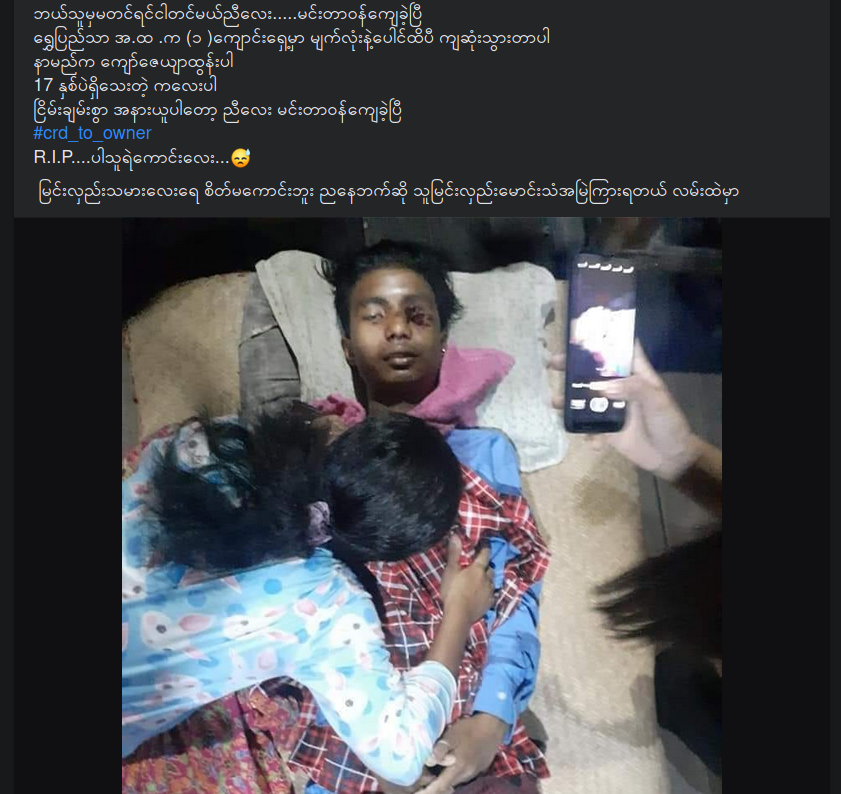 ဘယ်သူမှမတင်ရင်ငါတင်မယ်ညီလေး.....မင်းတာဝန်ကျေခဲ့ပြီ
ရွှေပြည်သာ အ.ထ .က (၁ )ကျောင်းရှေ့မှာ မျက်လုံးနဲ့ပေါင်ထိပီ ကျဆုံးသွားတာပါ
နာမည်က ကျော်ဇေယျာထွန်းပါ
17 နှစ်ပဲရှိသေးတဲ့ ကလေးပါ
ငြိမ်းချမ်းစွာ အနားယူပါတော့ ညီလေး မင်းတာဝန်ကျေခဲ့ပြီ
#crd_to_owner
R.I.P....ပါသူရဲကောင်းလေး...😓
မြင်းလှည်းသမားလေးရေ စိတ်မကောင်းဘူး ညနေဘက်ဆို သူမြင်းလှည်းမောင်းသံအမြဲကြားရတယ် လမ်းထဲမှာ